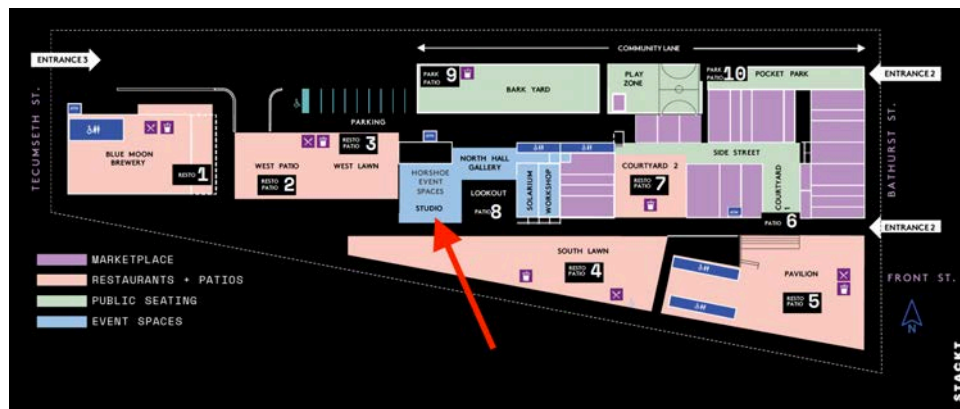 COMMUNITY LANE
ENTRANCE 3
PARK
PATIO 9
BARK YARD
PLAY
ZONE
PARK
PATIO 10
POCKET PARK
ENTRANCE 2
TECUMSETH ST.
ATM
BLUE MOON
BREWERY
RESTO 1
PARKING
RESTO
PATIO 3
WEST PATIO
WEST LAWN
RESTO
PATIO 2
ATM
NORTH HALL
GALLERY
HORSHOE
EVENT
SPACES
STUDIO
LOOKOUT
PATIO 8
SOLARIUM
WORKSHOP
COURTYARD 2
RESTO
PATIO 7
SIDE STREET
ATM
COURTYARD
1
PATIO 6
BATHURST ST.
ENTRANCE 2
SOUTH LAWN
RESTO
PATIO 4
PAVILION
RESTO
PATIO 5
FRONT ST.
N
MARKETPLACE
RESTAURANTS + PATIOS
PUBLIC SEATING
EVENT SPACES
STACKT